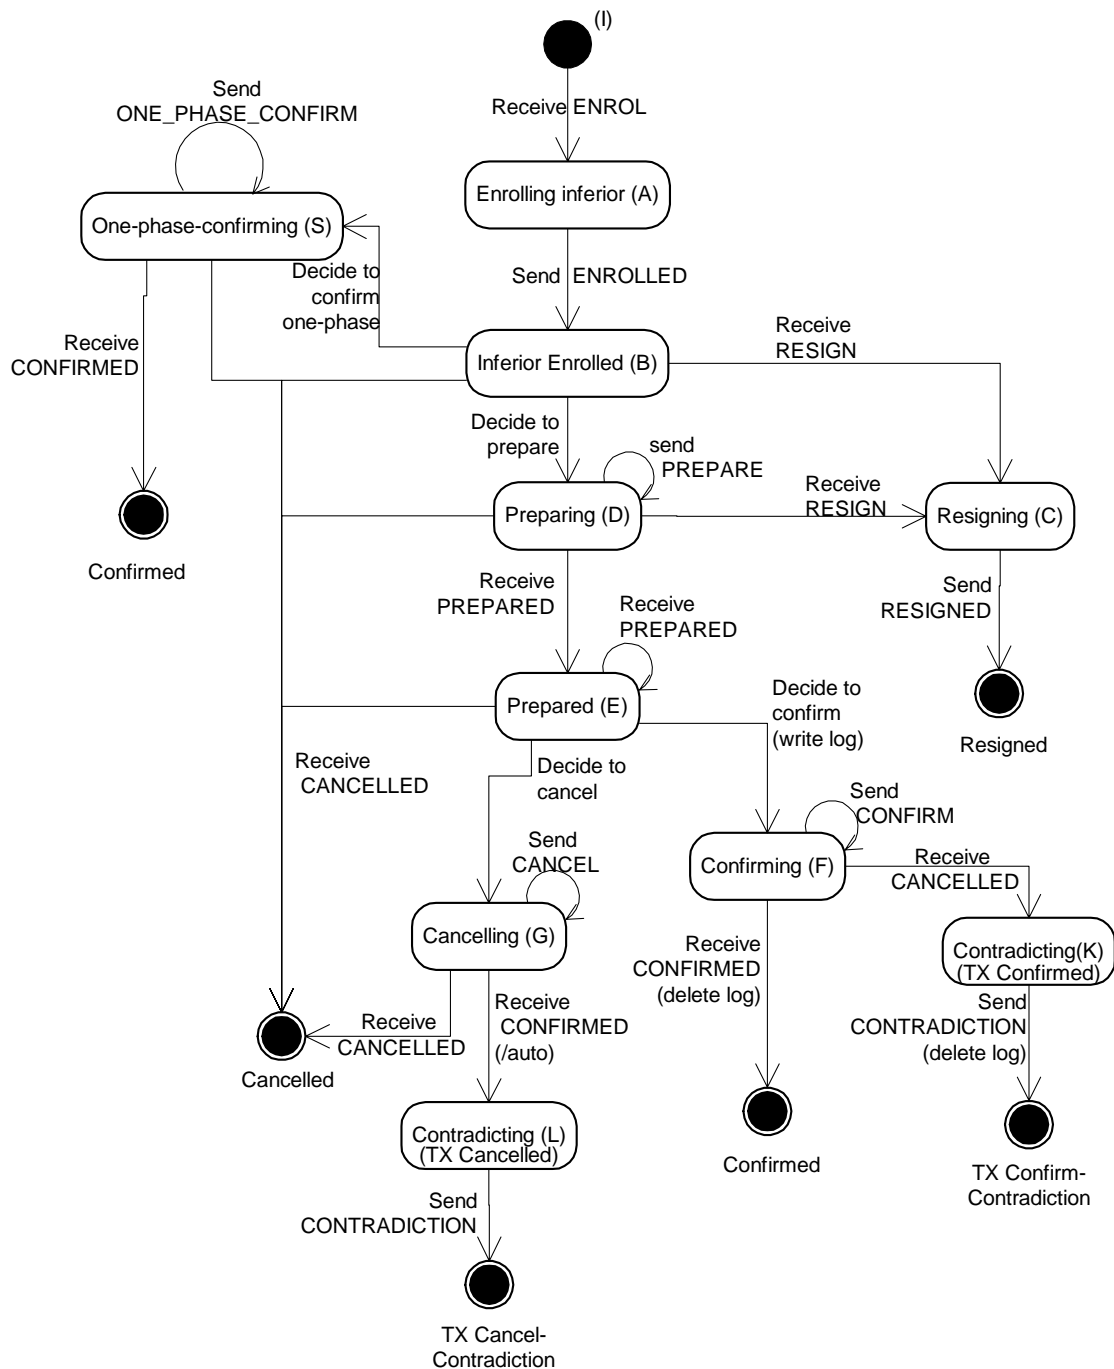 (I)
Receive ENROL
Send
ONE_PHASE_CONFIRM
Enrolling inferior (A)
One-phase-confirming (S)
Send ENROLLED
Decide to
confirm
one-phase
Receive
CONFIRMED
Receive
RESIGN
Inferior Enrolled (B)
Decide to
prepare
send
PREPARE
Receive
RESIGN
Preparing (D)
Resigning (C)
Confirmed
Receive
PREPARED
Receive
PREPARED
Send
RESIGNED
Prepared (E)
Decide to
confirm
(write log)
Resigned
Receive
CANCELLED
Decide to
cancel
Send
CONFIRM
Send
CANCEL
Confirming (F)
Receive
CANCELLED
Cancelling (G)
Receive
CONFIRMED
(delete log)
Contradicting(K)
(TX Confirmed)
Receive
CANCELLED
Receive
CONFIRMED
(/auto)
Send
CONTRADICTION
(delete log)
Cancelled
Contradicting (L)
(TX Cancelled)
Confirmed
TX Confirm-
Contradiction
Send
CONTRADICTION
TX Cancel-
Contradiction